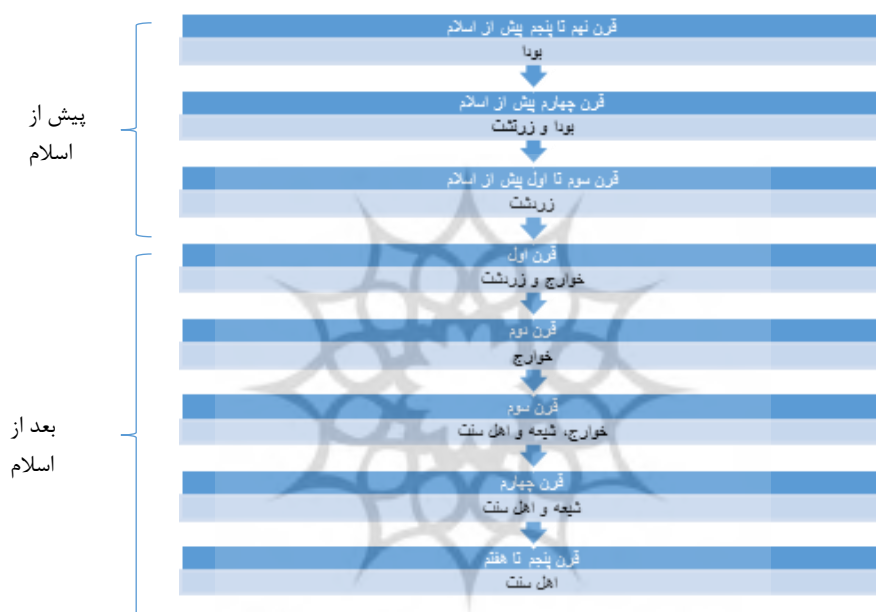 قرن نهم تا پنجم پیش از اسلام
بودا
قرن چهارم پیش از اسلام
بودا و زرتشت
قرن سوم تا اول پیش از اسلام
زردشت
پیش از
اسلام
قرن اول
خوارج و زردشت
قرن دوم
خوارج
قرن سوم
خوارج، شیعه و اهل سنت
قرن چهارم
شیعه و اهل سنت
قرن پنجم تا هفتم
اهل سنت
بعد از
اسلام